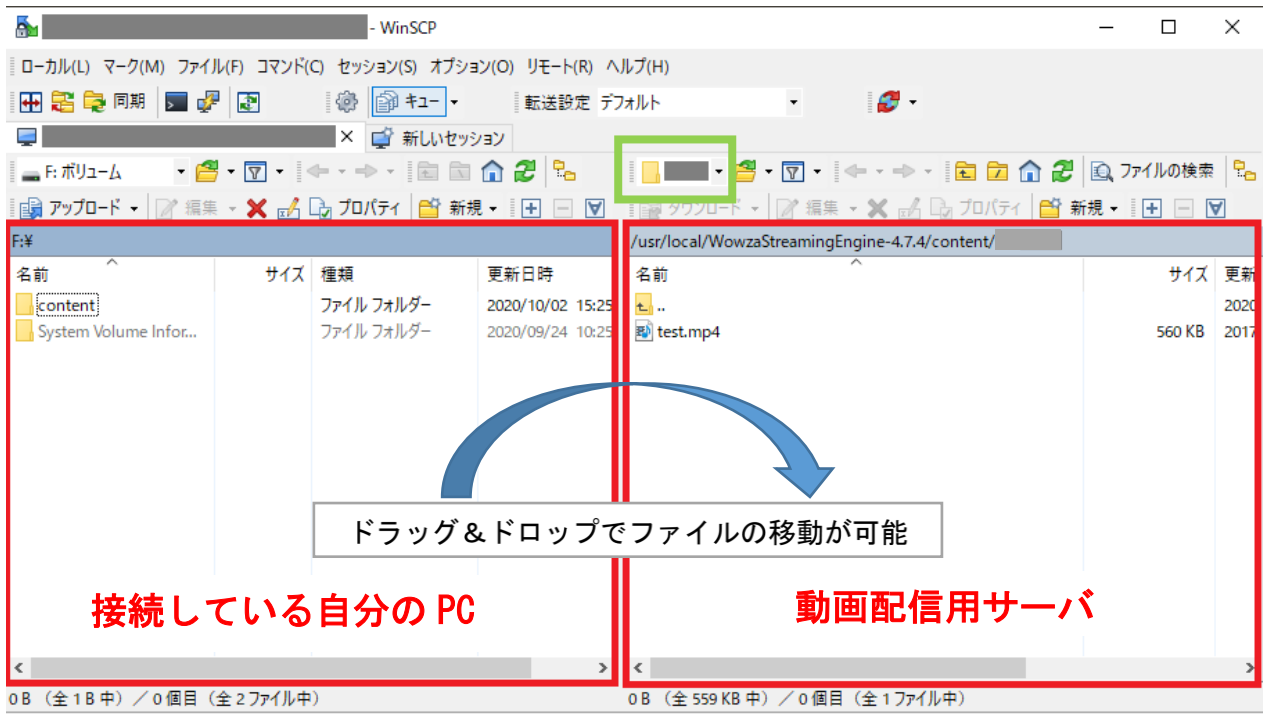 - WinSCP
ローカル(L) マーク(M) ファイル(F) コマンド(C) セッション(S) オプション(O) リモート(R) ヘルプ(H)
同期 キュー 転送設定 デフォルト
新しいセッション
F: ボリューム ファイルの検索
アップロード 編集 プロパティ 新規 ダウンロード 編集 プロパティ 新規
F:¥ /usr/local/WowzaStreamingEngine-4.7.4/content/
名前 サイズ 種類 更新日時 名前 サイズ 更新
content ファイル フォルダー 2020/10/02 15:25 .. 2020
System Volume Infor... ファイル フォルダー 2020/09/24 10:25 test.mp4 560 KB 2017
ドラッグ&ドロップでファイルの移動が可能
接続している自分の PC 動画配信用サーバ
0 B (全 1 B 中) / 0 個目 (全 2 ファイル中) 0 B (全 559 KB 中) / 0 個目 (全 1 ファイル中)